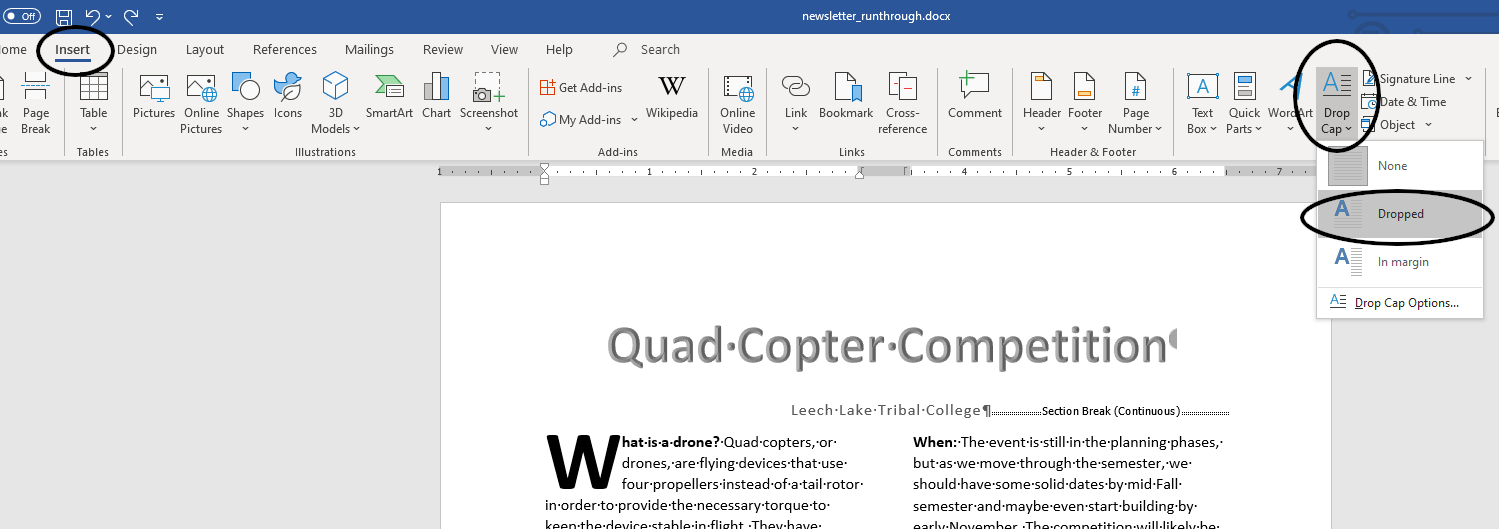 Off newsletter_runthrough.docx
Insert Design Layout References Mailings Review View Help Search
Page Break
Table
Pictures
Online Pictures
Shapes
Icons
3D Models
SmartArt
Chart
Screenshot
Get Add-ins
My Add-ins
Wikipedia
Online Video
Link
Bookmark
Cross-reference
Comment
Header
Footer
Page Number
Text Box
Quick Parts
WordArt
Drop Cap
Signature Line
Date & Time
Object
Tables Illustrations Add-ins Media Links Comments Header & Footer
1 1 2 4 5 6 7
None
Dropped
In margin
Drop Cap Options...
Quad·Copter·Competition
Leech·Lake·Tribal·College¶ Section Break (Continuous)
What·is·a·drone?·Quad·copters,·or·
drones,·are·flying·devices·that·use·
four·propellers·instead·of·a·tail·rotor·
in·order·to·provide·the·necessary·torque·to·
keep·the·device·stable·in·flight.·They·have·
When:·The·event·is·still·in·the·planning·phases,·
but·as·we·move·through·the·semester,·we·
should·have·some·solid·dates·by·mid·Fall·
semester·and·maybe·even·start·building·by·
early·November.·The·competition·will·likely·be·